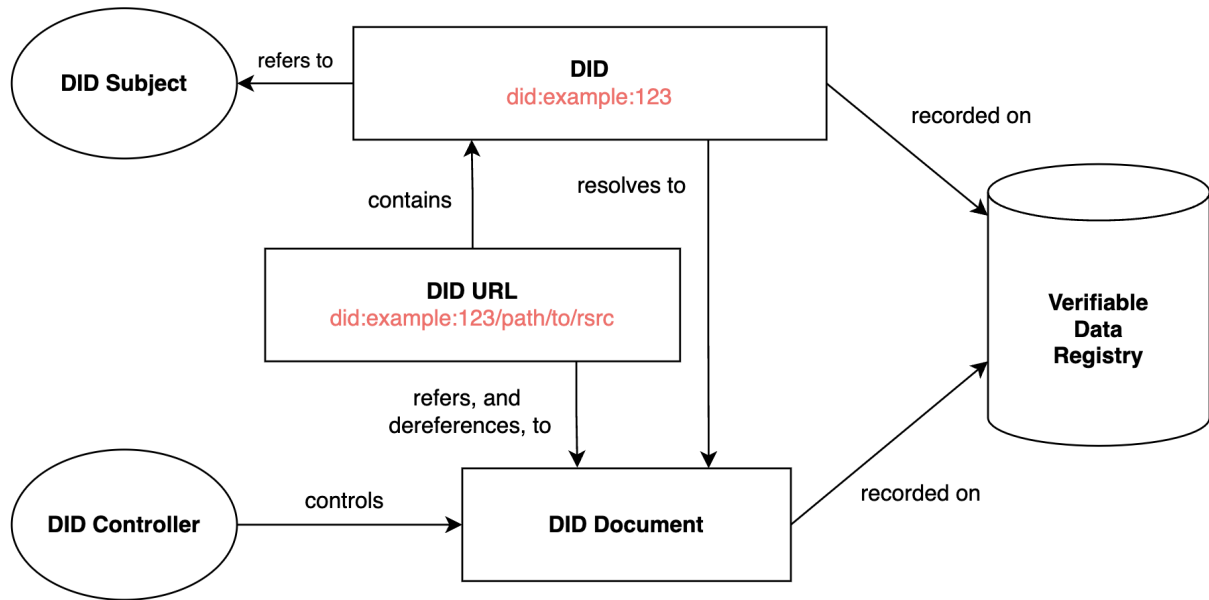 DID Subject
refers to
DID
did:example:123
recorded on
contains
resolves to
DID URL
did:example:123/path/to/rsrc
Verifiable
Data
Registry
refers, and
dereferences, to
DID Controller
controls
DID Document
recorded on